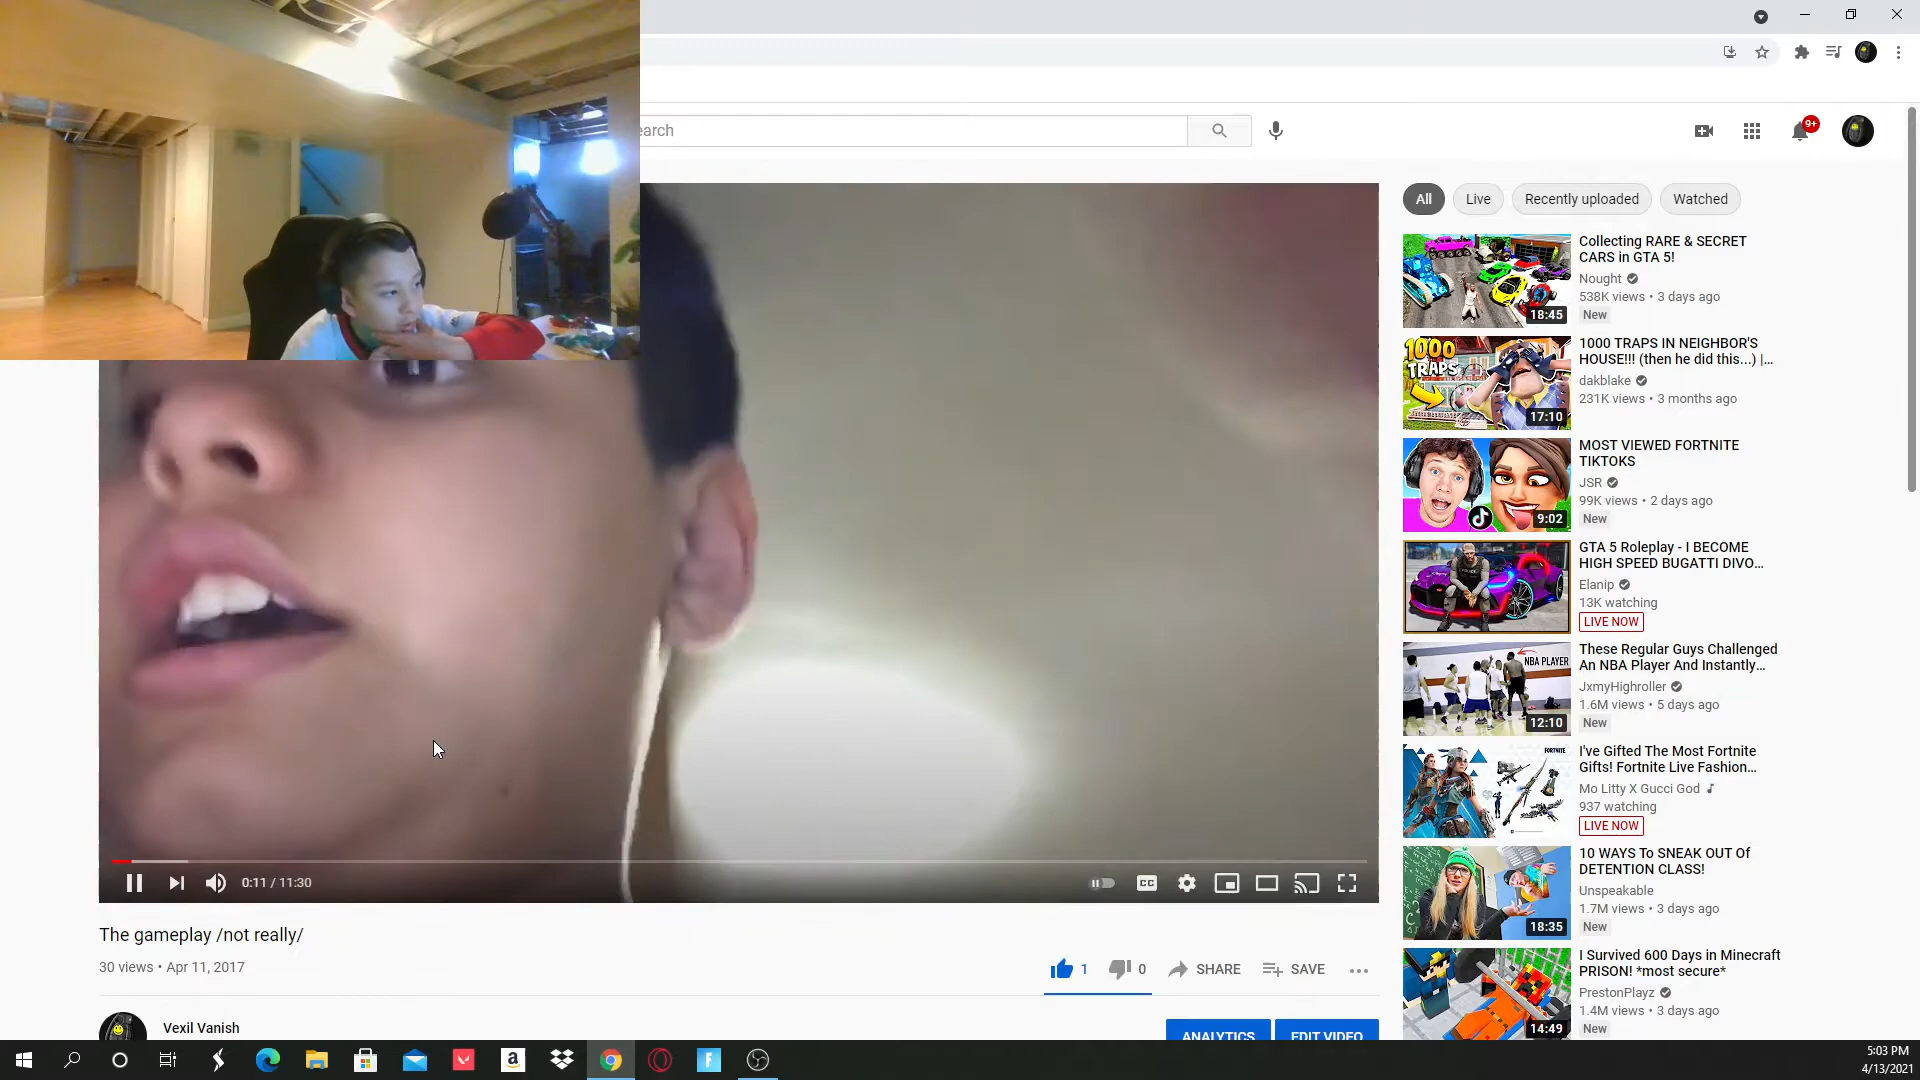 earch
9+
All
Live
Recently uploaded
Watched
Collecting RARE & SECRET
CARS in GTA 5!
Nought
538K views • 3 days ago
New
18:45
1000 TRAPS IN NEIGHBOR'S
HOUSE!!! (then he did this...) |...
dakblake
231K views • 3 months ago
1000
TRAPS
17:10
MOST VIEWED FORTNITE
TIKTOKS
JSR
99K views • 2 days ago
New
9:02
GTA 5 Roleplay - I BECOME
HIGH SPEED BUGATTI DIVO...
Elanip
13K watching
LIVE NOW
These Regular Guys Challenged
An NBA Player And Instantly...
JxmyHighroller
1.6M views • 5 days ago
New
NBA PLAYER
12:10
I've Gifted The Most Fortnite
Gifts! Fortnite Live Fashion...
Mo Litty X Gucci God
937 watching
LIVE NOW
FORTNITE
10 WAYS To SNEAK OUT Of
DETENTION CLASS!
Unspeakable
1.7M views • 3 days ago
New
18:35
I Survived 600 Days in Minecraft
PRISON! *most secure*
PrestonPlayz
1.4M views • 3 days ago
New
14:49
0:11 / 11:30
CC
The gameplay /not really/
30 views • Apr 11, 2017
1
0
SHARE
SAVE
Vexil Vanish
ANALYTICS
EDIT VIDEO
5:03 PM
4/13/2021